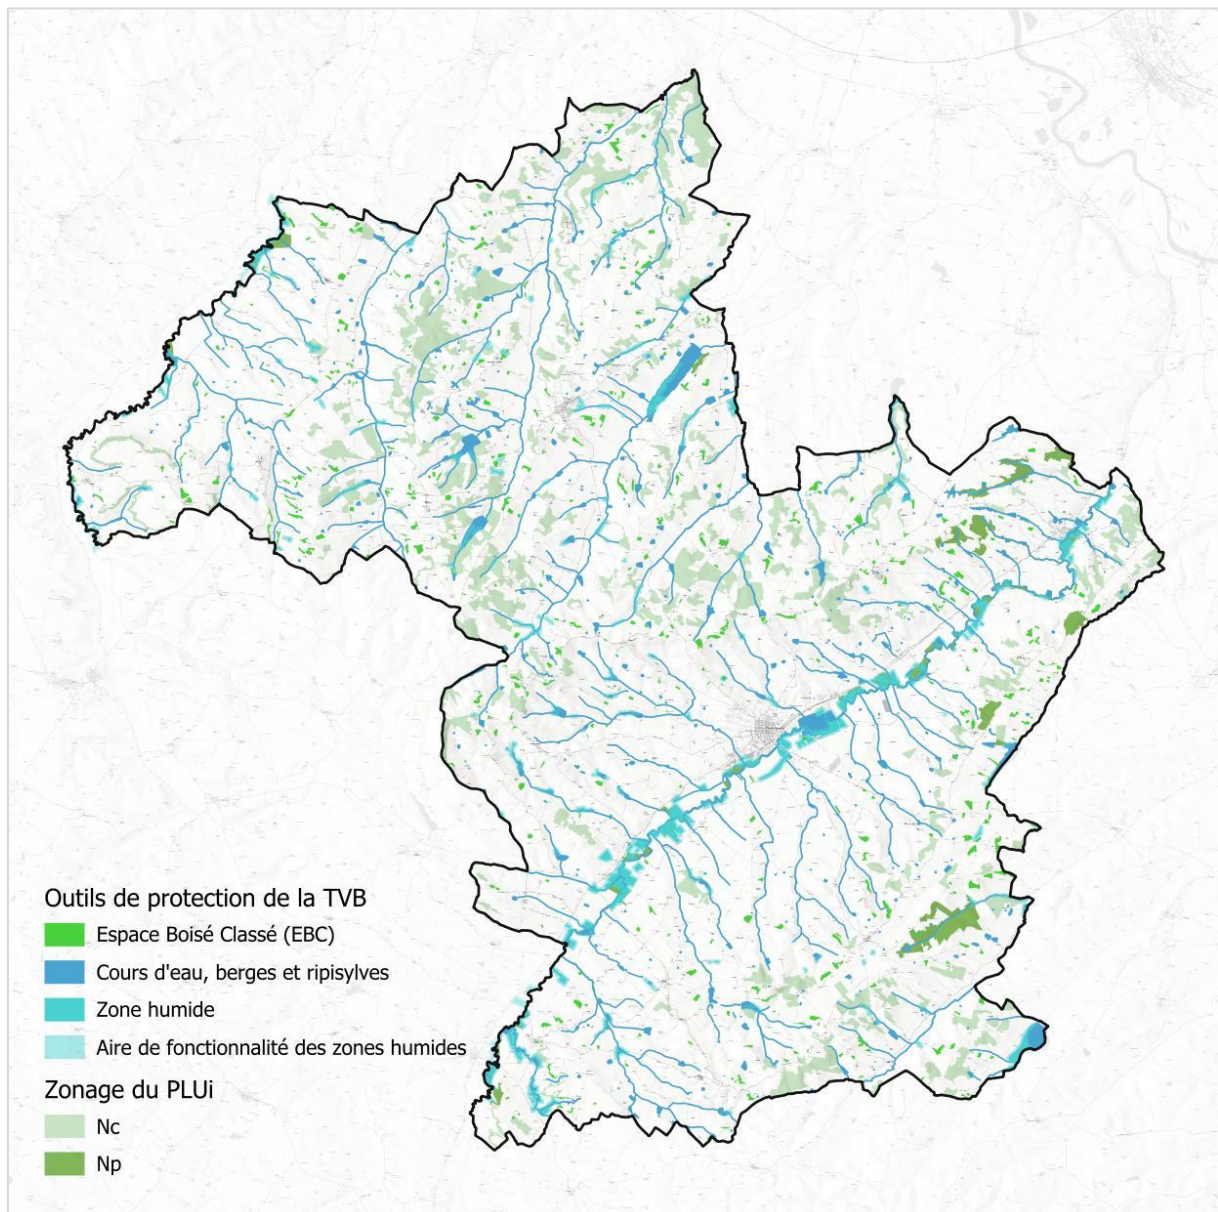 Outils de protection de la TVB
Espace Boisé Classé (EBC)
Cours d'eau, berges et ripisylves
Zone humide
Aire de fonctionnalité des zones humides
Zonage du PLUi
Nc
Np